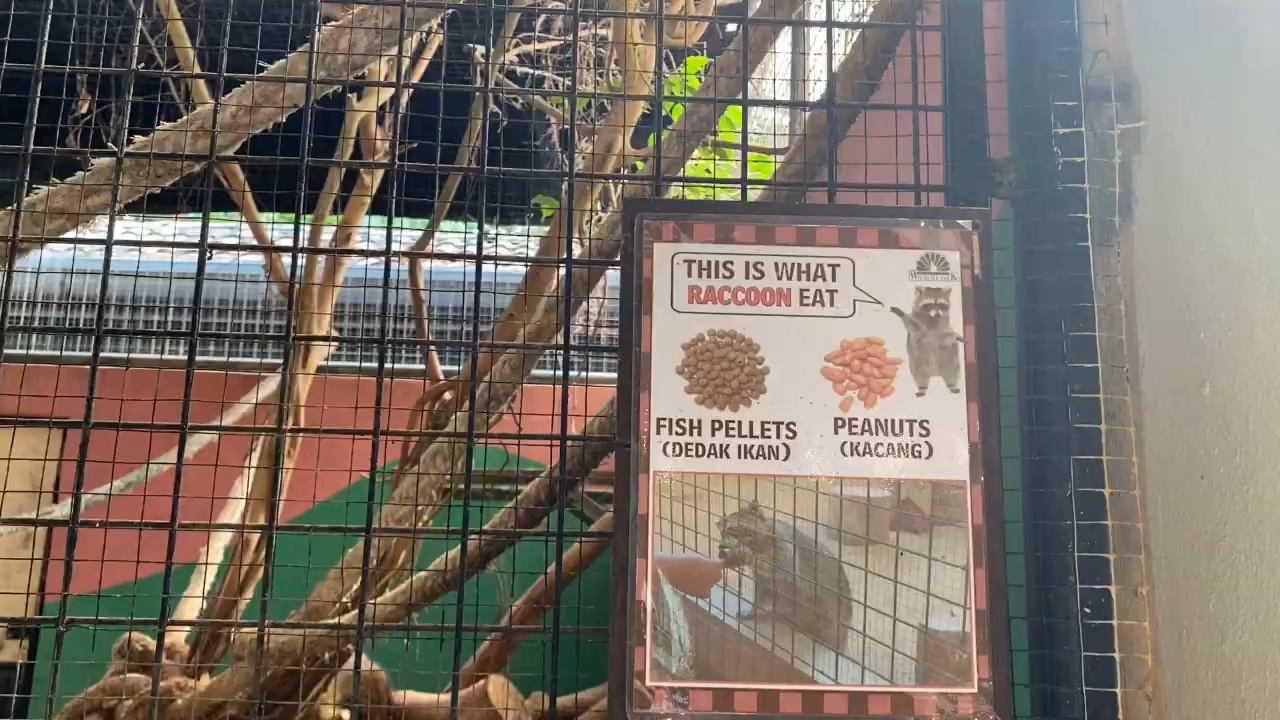 THIS IS WHAT
RACCOON EAT
FISH PELLETS
(DEDAK IKAN)
PEANUTS
(KACANG)